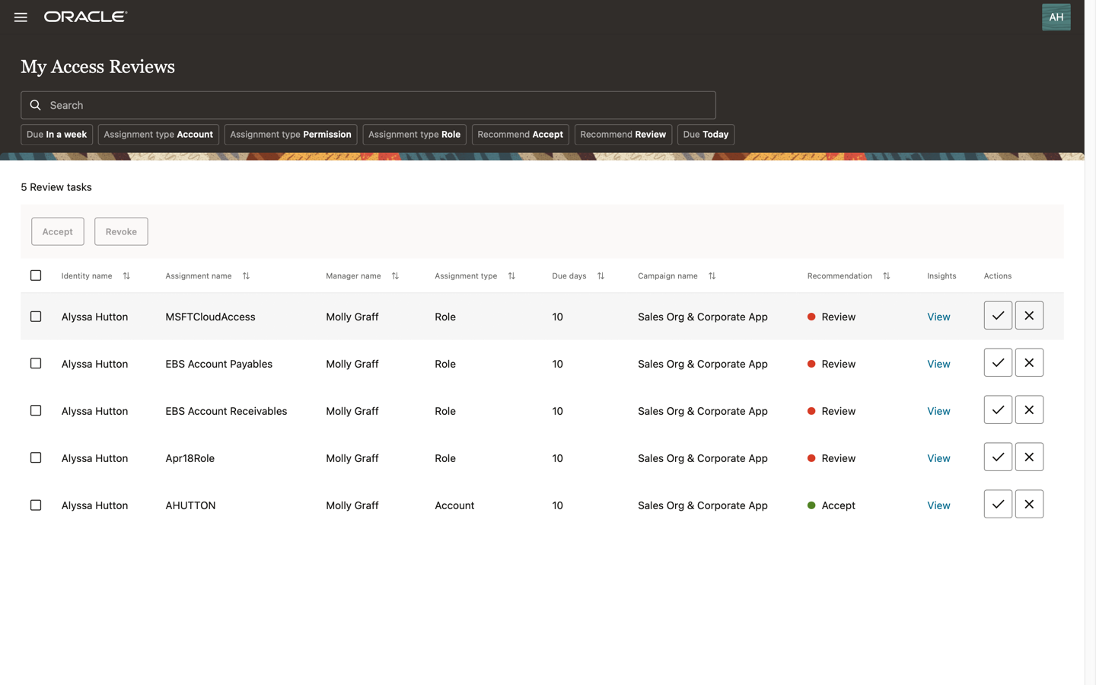 ORACLE
AH
My Access Reviews
Search
Due In a week Assignment type Account Assignment type Permission Assignment type Role Recommend Accept Recommend Review Due Today
5 Review tasks
Accept Revoke
Identity name Assignment name Manager name Assignment type Due days Campaign name Recommendation Insights Actions
Alyssa Hutton MSFTCloudAccess Molly Graff Role 10 Sales Org & Corporate App Review View
Alyssa Hutton EBS Account Payables Molly Graff Role 10 Sales Org & Corporate App Review View
Alyssa Hutton EBS Account Receivables Molly Graff Role 10 Sales Org & Corporate App Review View
Alyssa Hutton Apr18Role Molly Graff Role 10 Sales Org & Corporate App Review View
Alyssa Hutton AHUTTON Molly Graff Account 10 Sales Org & Corporate App Accept View